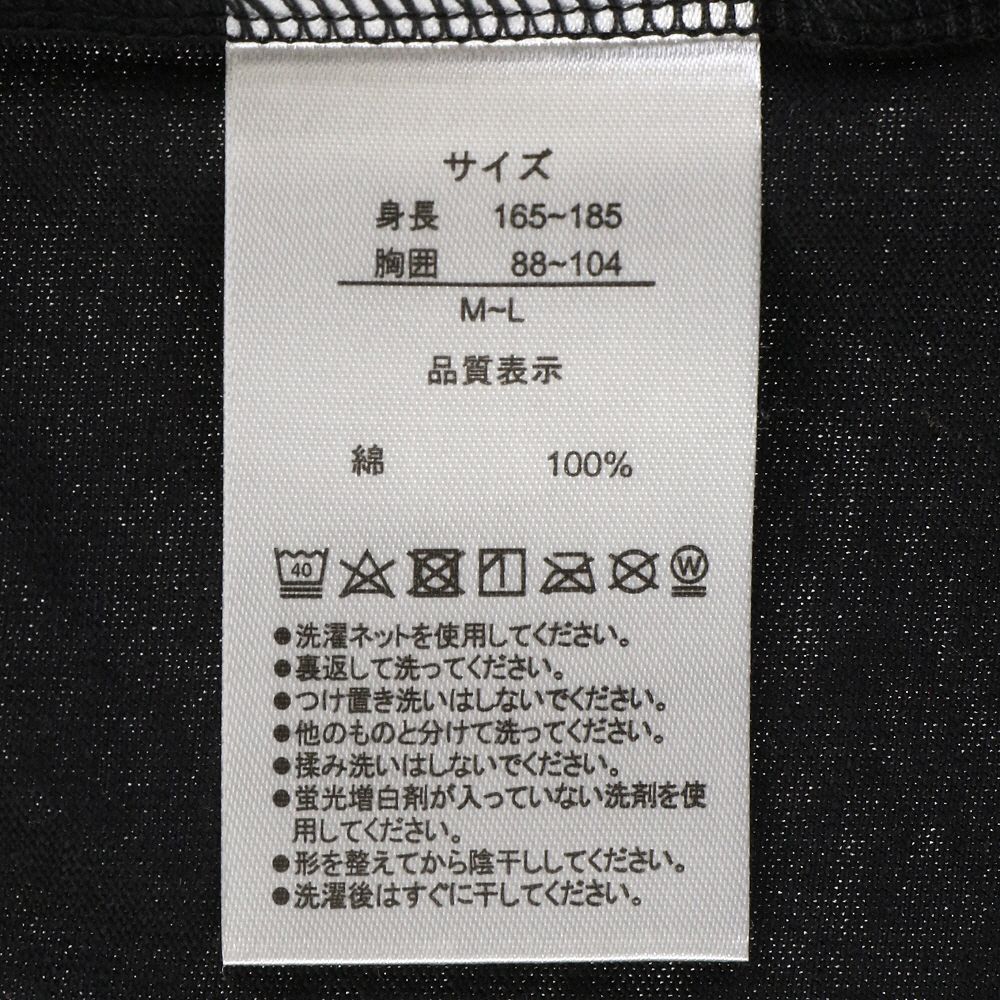 サイズ
身長 165~185
胸囲 88~104
M~L
品質表示
綿 100%
40 W
●洗濯ネットを使用してください。
●裏返して洗ってください。
●つけ置き洗いはしないでください。
●他のものと分けて洗ってください。
●揉み洗いはしないでください。
●蛍光増白剤が入っていない洗剤を使
用してください。
●形を整えてから陰干ししてください。
●洗濯後はすぐに干してください。